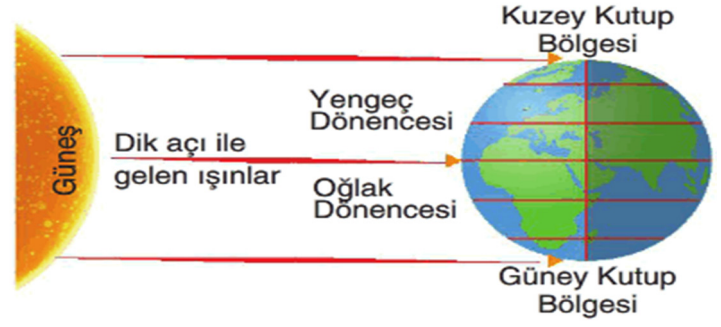 Kuzey Kutup
Bölgesi
Güneş
Yengeç
Dönencesi
Dik açı ile
gelen ışınlar
Oğlak
Dönencesi
Güney Kutup
Bölgesi